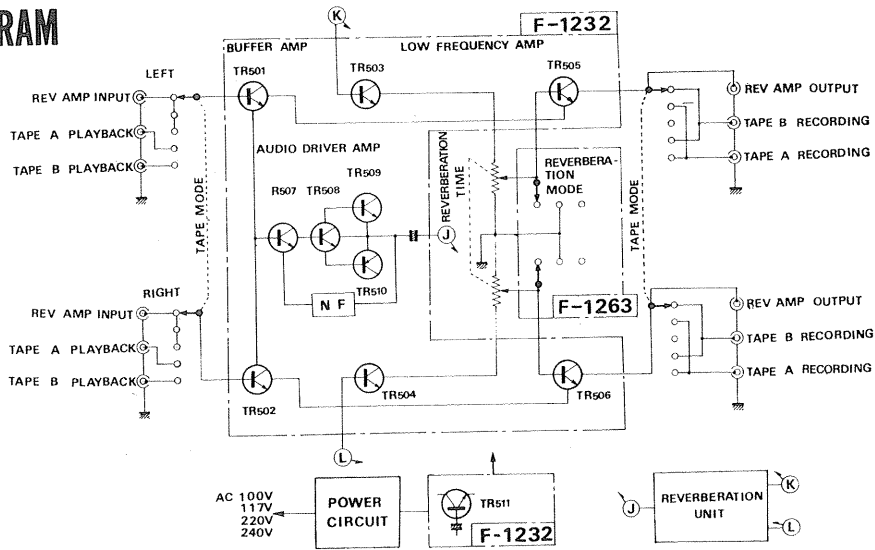 RAM
K
F-1232
BUFFER AMP
LOW FREQUENCY AMP
LEFT
TR501
TR503
TR505
REV AMP INPUT
REV AMP OUTPUT
TAPE A PLAYBACK
TAPE B RECORDING
TAPE B PLAYBACK
TAPE A RECORDING
AUDIO DRIVER AMP
TR509
R507
TR508
TR510
N F
J
REVERBERATION
TIME
REVERBERA-
TION
MODE
TAPE MODE
TAPE MODE
F-1263
RIGHT
REV AMP INPUT
REV AMP OUTPUT
TAPE A PLAYBACK
TAPE B RECORDING
TAPE B PLAYBACK
TAPE A RECORDING
TR502
TR504
TR506
L
AC 100V
117V
220V
240V
POWER
CIRCUIT
TR511
F-1232
J
REVERBERATION
UNIT
K
L